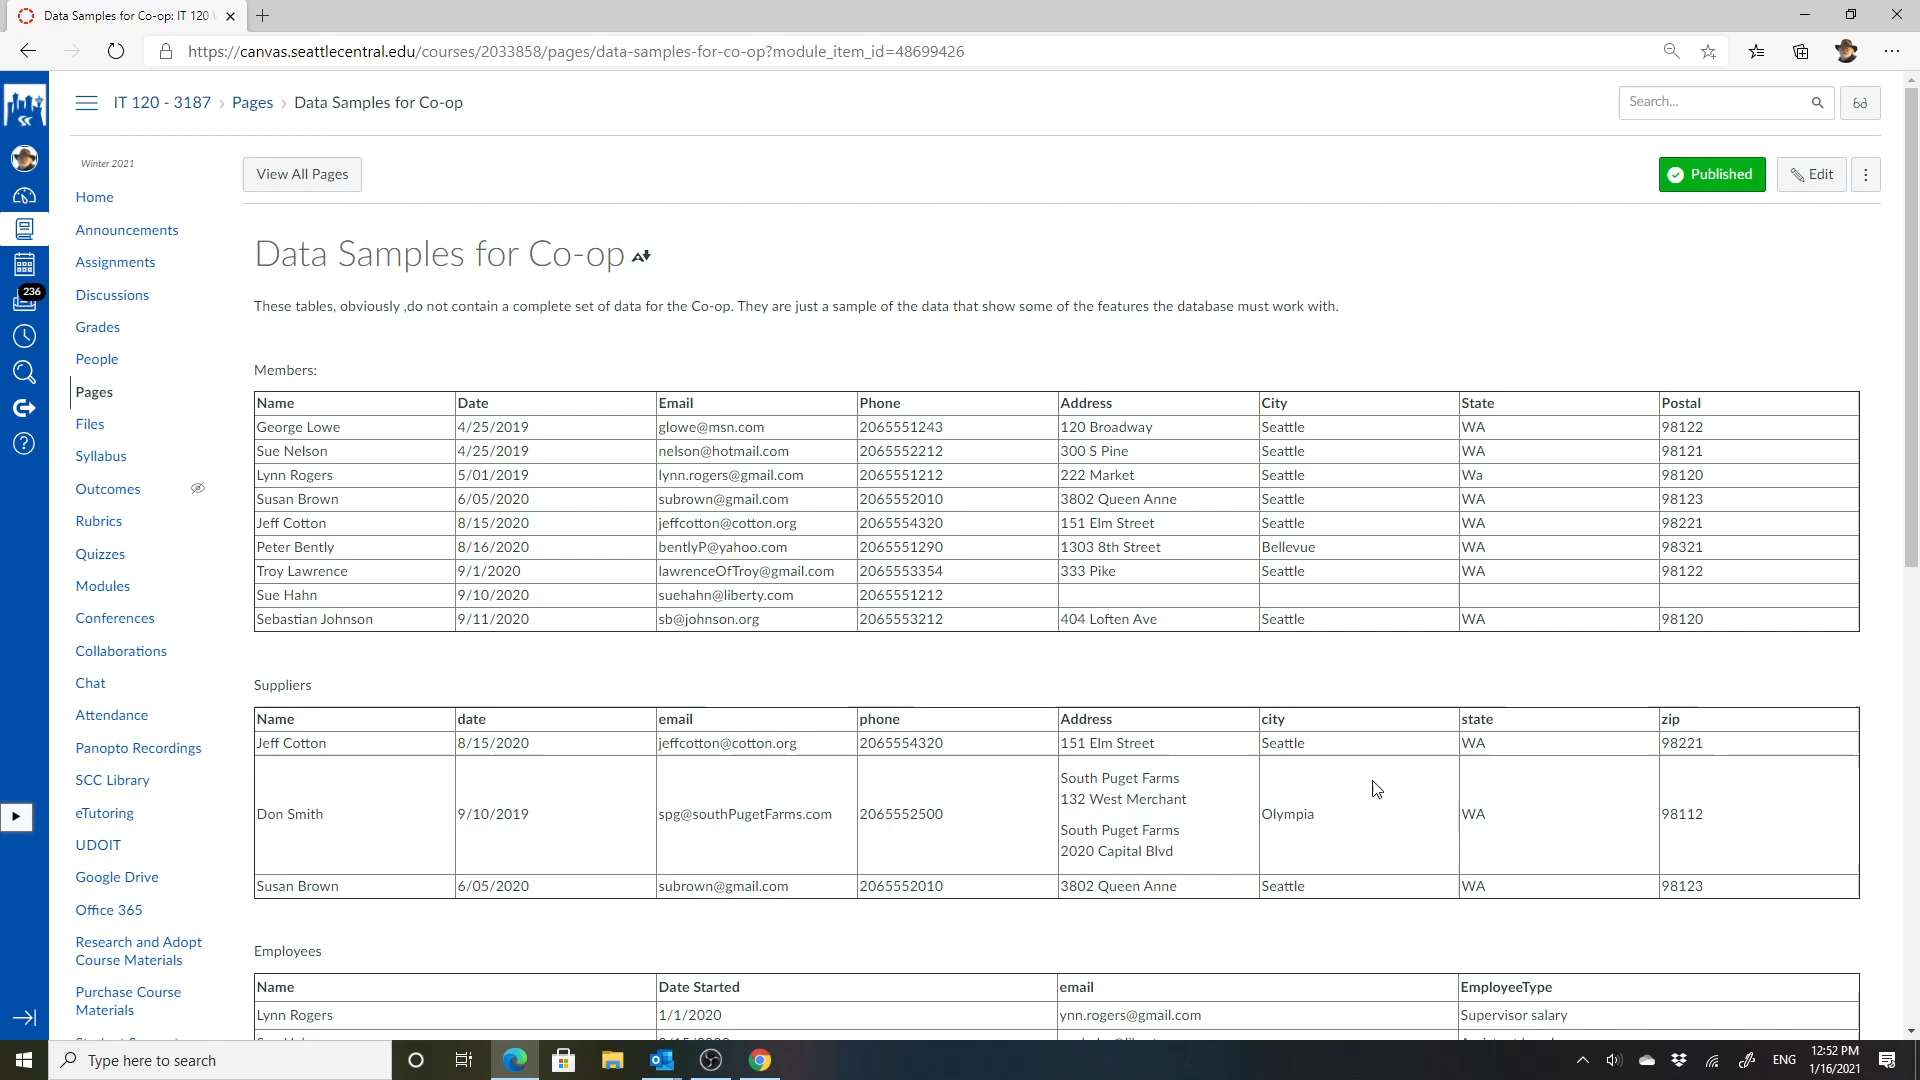 Data Samples for Co-op: IT 120
https://canvas.seattlecentral.edu/courses/2033858/pages/data-samples-for-co-op?module_item_id=48699426
IT 120 - 3187 › Pages › Data Samples for Co-op
Search...
Winter 2021
Home
Announcements
Assignments
Discussions
Grades
People
Pages
Files
Syllabus
Outcomes
Rubrics
Quizzes
Modules
Conferences
Collaborations
Chat
Attendance
Panopto Recordings
SCC Library
eTutoring
UDOIT
Google Drive
Office 365
Research and Adopt
Course Materials
Purchase Course
Materials
236
View All Pages
Published
Edit
Data Samples for Co-op
These tables, obviously ,do not contain a complete set of data for the Co-op. They are just a sample of the data that show some of the features the database must work with.
Members:
Name Date Email Phone Address City State Postal
George Lowe 4/25/2019 glowe@msn.com 2065551243 120 Broadway Seattle WA 98122
Sue Nelson 4/25/2019 nelson@hotmail.com 2065552212 300 S Pine Seattle WA 98121
Lynn Rogers 5/01/2019 lynn.rogers@gmail.com 2065551212 222 Market Seattle Wa 98120
Susan Brown 6/05/2020 subrown@gmail.com 2065552010 3802 Queen Anne Seattle WA 98123
Jeff Cotton 8/15/2020 jeffcotton@cotton.org 2065554320 151 Elm Street Seattle WA 98221
Peter Bently 8/16/2020 bentlyP@yahoo.com 2065551290 1303 8th Street Bellevue WA 98321
Troy Lawrence 9/1/2020 lawrenceOfTroy@gmail.com 2065553354 333 Pike Seattle WA 98122
Sue Hahn 9/10/2020 suehahn@liberty.com 2065551212
Sebastian Johnson 9/11/2020 sb@johnson.org 2065553212 404 Loften Ave Seattle WA 98120
Suppliers
Name date email phone Address city state zip
Jeff Cotton 8/15/2020 jeffcotton@cotton.org 2065554320 151 Elm Street Seattle WA 98221
South Puget Farms
132 West Merchant
Don Smith 9/10/2019 spg@southPugetFarms.com 2065552500 Olympia WA 98112
South Puget Farms
2020 Capital Blvd
Susan Brown 6/05/2020 subrown@gmail.com 2065552010 3802 Queen Anne Seattle WA 98123
Employees
Name Date Started email EmployeeType
Lynn Rogers 1/1/2020 ynn.rogers@gmail.com Supervisor salary
Type here to search
ENG
12:52 PM
1/16/2021